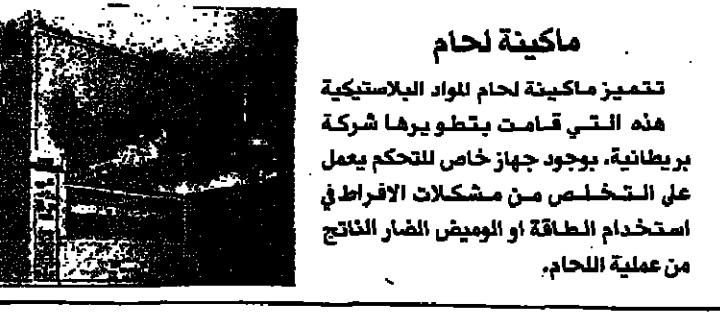 ماكينة لحام
تتميز ماكينة لحام المواد البلاستيكية
هذه التي قامت بتطويرها شركة
بريطانية، بوجود جهاز خاص للتحكم يعمل
على التخلص من مشكلات الافراط في
استخدام الطاقة او الوميض الضار الناتج
من عملية اللحام.